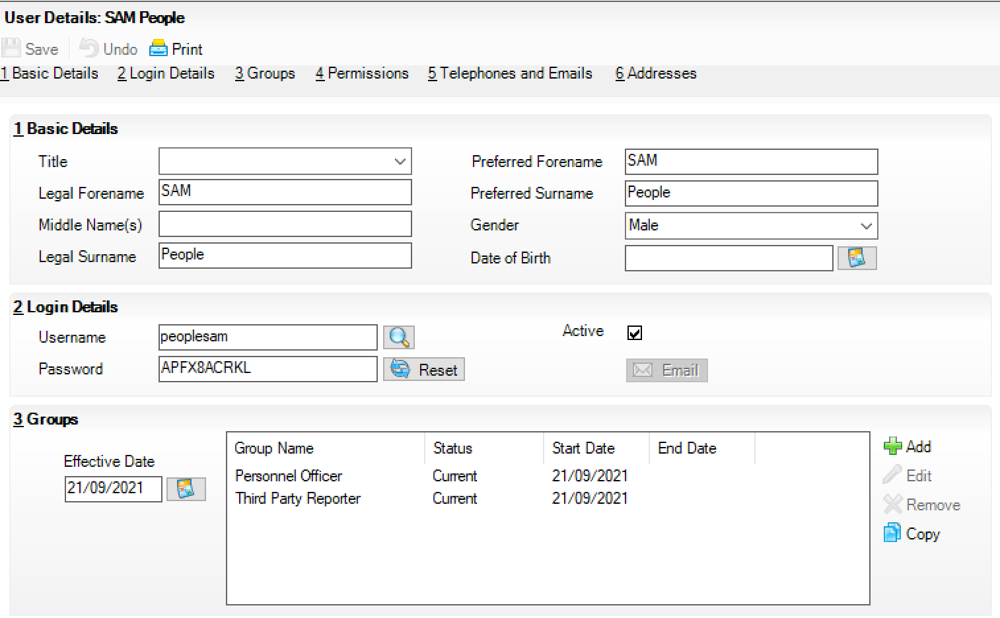 User Details: SAM People
Save Undo Print
1 Basic Details 2 Login Details 3 Groups 4 Permissions 5 Telephones and Emails 6 Addresses
1 Basic Details
Title Preferred Forename SAM
Legal Forename SAM Preferred Surname People
Middle Name(s) Gender Male
Legal Surname People Date of Birth
2 Login Details
Username peoplesam Active
Password APFX8ACRKL Reset Email
3 Groups
Group Name Status Start Date End Date Add
Effective Date
Personnel Officer Current 21/09/2021 Edit
21/09/2021
Third Party Reporter Current 21/09/2021 Remove
Copy